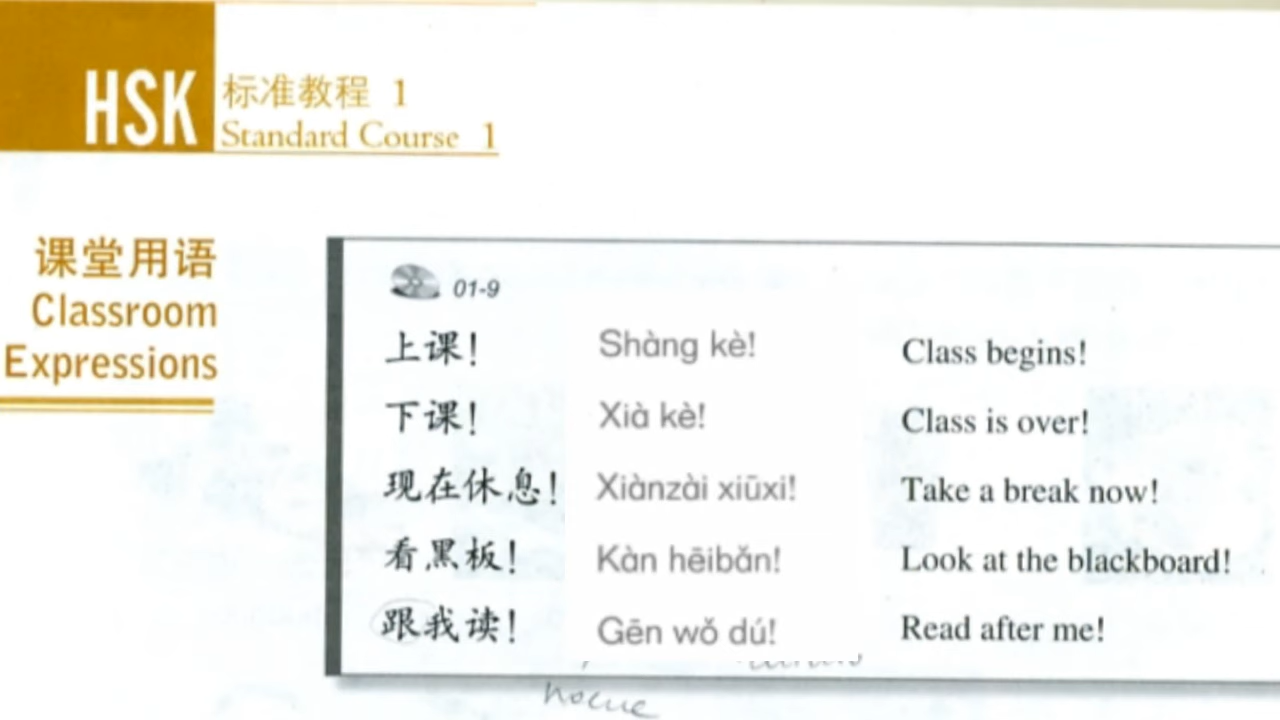 HSK 标准教程 1
Standard Course 1
课堂用语
Classroom
Expressions
01-9
上课! Shàng kè! Class begins!
下课! Xià kè! Class is over!
现在休息! Xiànzài xiūxi! Take a break now!
看黑板! Kàn hēibǎn! Look at the blackboard!
跟我读! Gēn wǒ dú! Read after me!
после